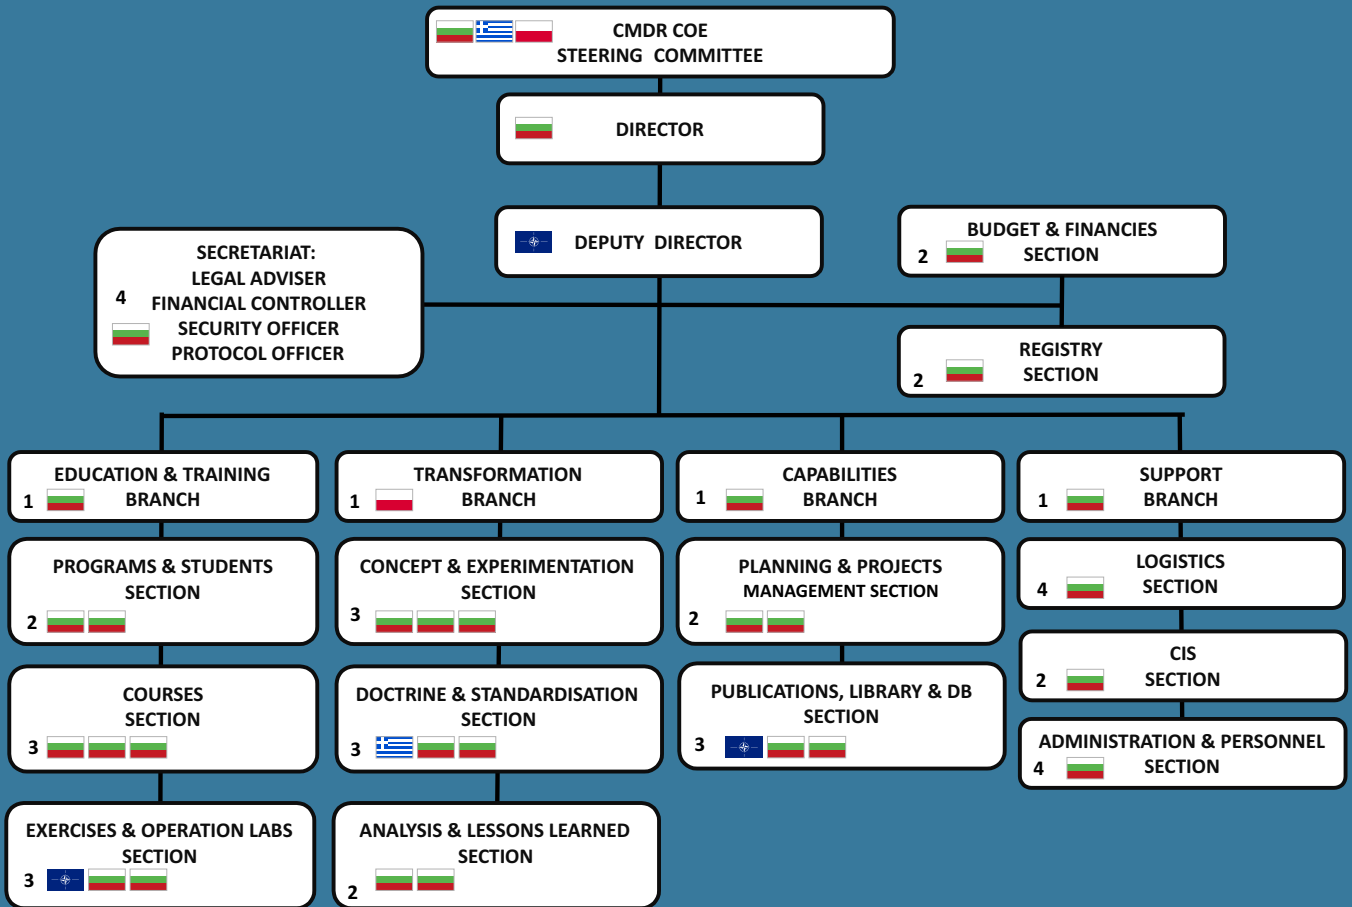 CMDR COE
STEERING COMMITTEE
DIRECTOR
DEPUTY DIRECTOR
SECRETARIAT:
LEGAL ADVISER
4 FINANCIAL CONTROLLER
SECURITY OFFICER
PROTOCOL OFFICER
BUDGET & FINANCIES
2 SECTION
REGISTRY
2 SECTION
EDUCATION & TRAINING
1 BRANCH
PROGRAMS & STUDENTS
SECTION
2
COURSES
SECTION
3
EXERCISES & OPERATION LABS
SECTION
3
TRANSFORMATION
1 BRANCH
CONCEPT & EXPERIMENTATION
SECTION
3
DOCTRINE & STANDARDISATION
SECTION
3
ANALYSIS & LESSONS LEARNED
SECTION
2
CAPABILITIES
1 BRANCH
PLANNING & PROJECTS
MANAGEMENT SECTION
2
PUBLICATIONS, LIBRARY & DB
SECTION
3
SUPPORT
1 BRANCH
LOGISTICS
4 SECTION
CIS
2 SECTION
ADMINISTRATION & PERSONNEL
4 SECTION